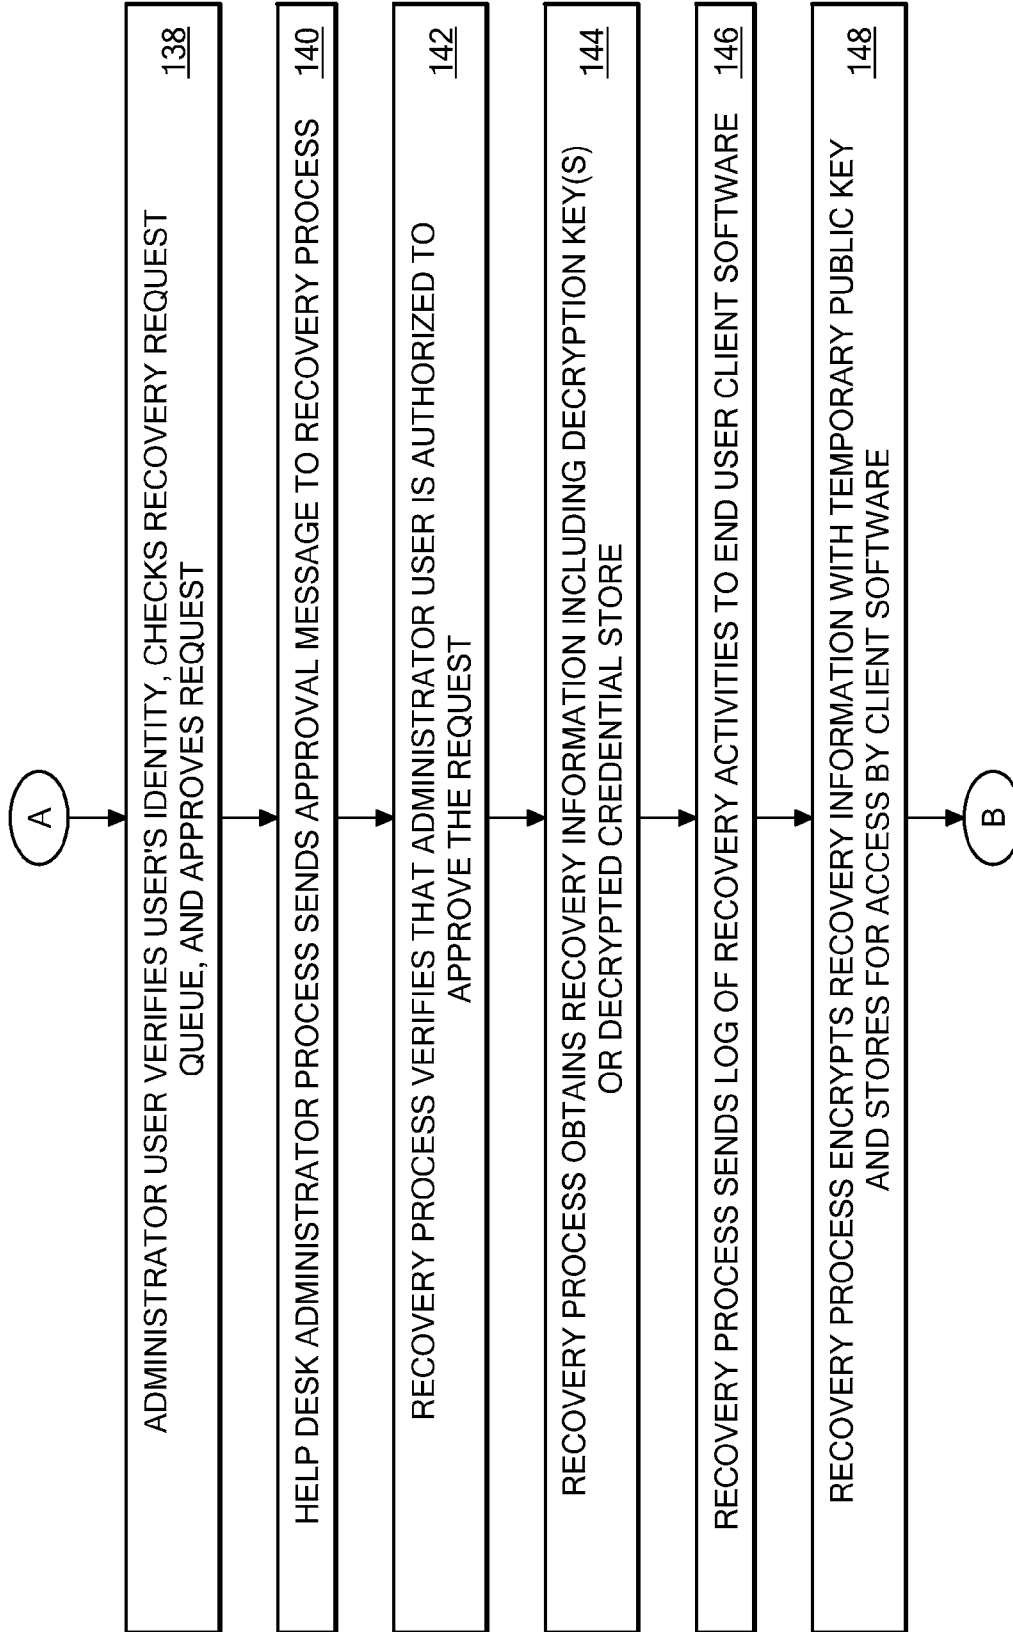 A
ADMINISTRATOR USER VERIFIES USER'S IDENTITY, CHECKS RECOVERY REQUEST
QUEUE, AND APPROVES REQUEST
138
HELP DESK ADMINISTRATOR PROCESS SENDS APPROVAL MESSAGE TO RECOVERY PROCESS
140
RECOVERY PROCESS VERIFIES THAT ADMINISTRATOR USER IS AUTHORIZED TO
APPROVE THE REQUEST
142
RECOVERY PROCESS OBTAINS RECOVERY INFORMATION INCLUDING DECRYPTION KEY(S)
OR DECRYPTED CREDENTIAL STORE
144
RECOVERY PROCESS SENDS LOG OF RECOVERY ACTIVITIES TO END USER CLIENT SOFTWARE
146
RECOVERY PROCESS ENCRYPTS RECOVERY INFORMATION WITH TEMPORARY PUBLIC KEY
AND STORES FOR ACCESS BY CLIENT SOFTWARE
148
B